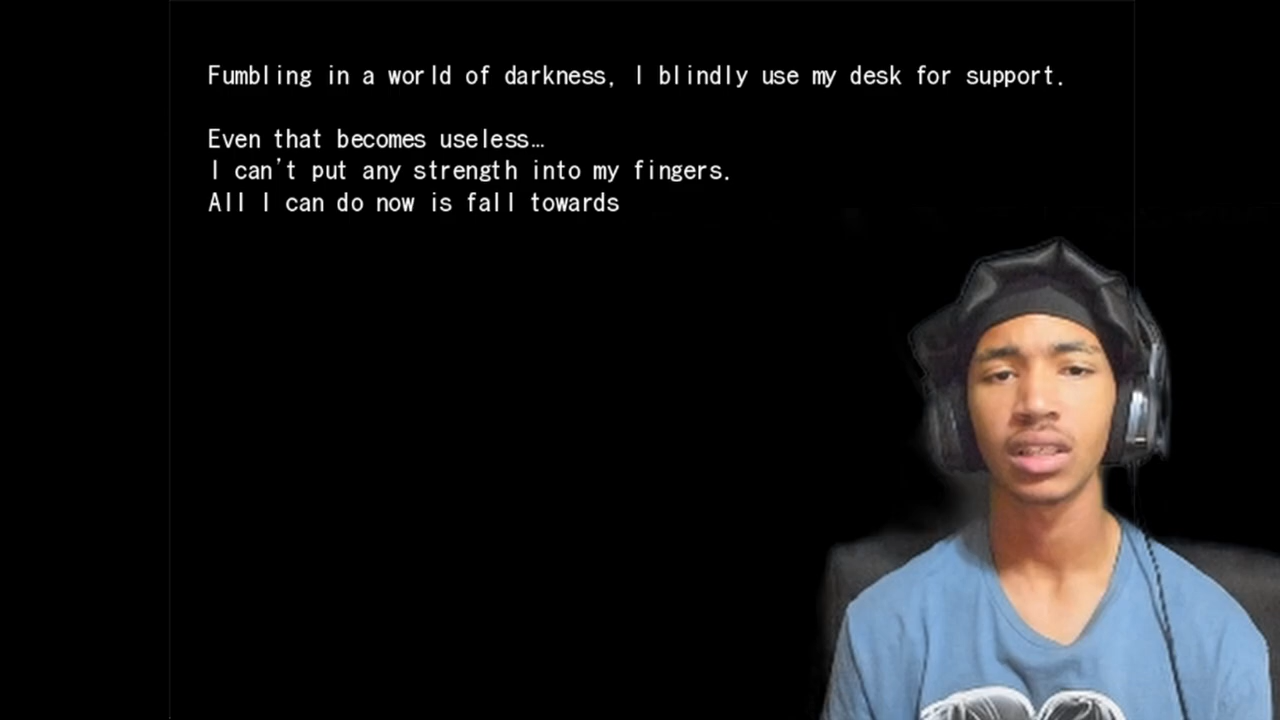 Fumbling in a world of darkness, I blindly use my desk for support.
Even that becomes useless…
I can't put any strength into my fingers.
All I can do now is fall towards